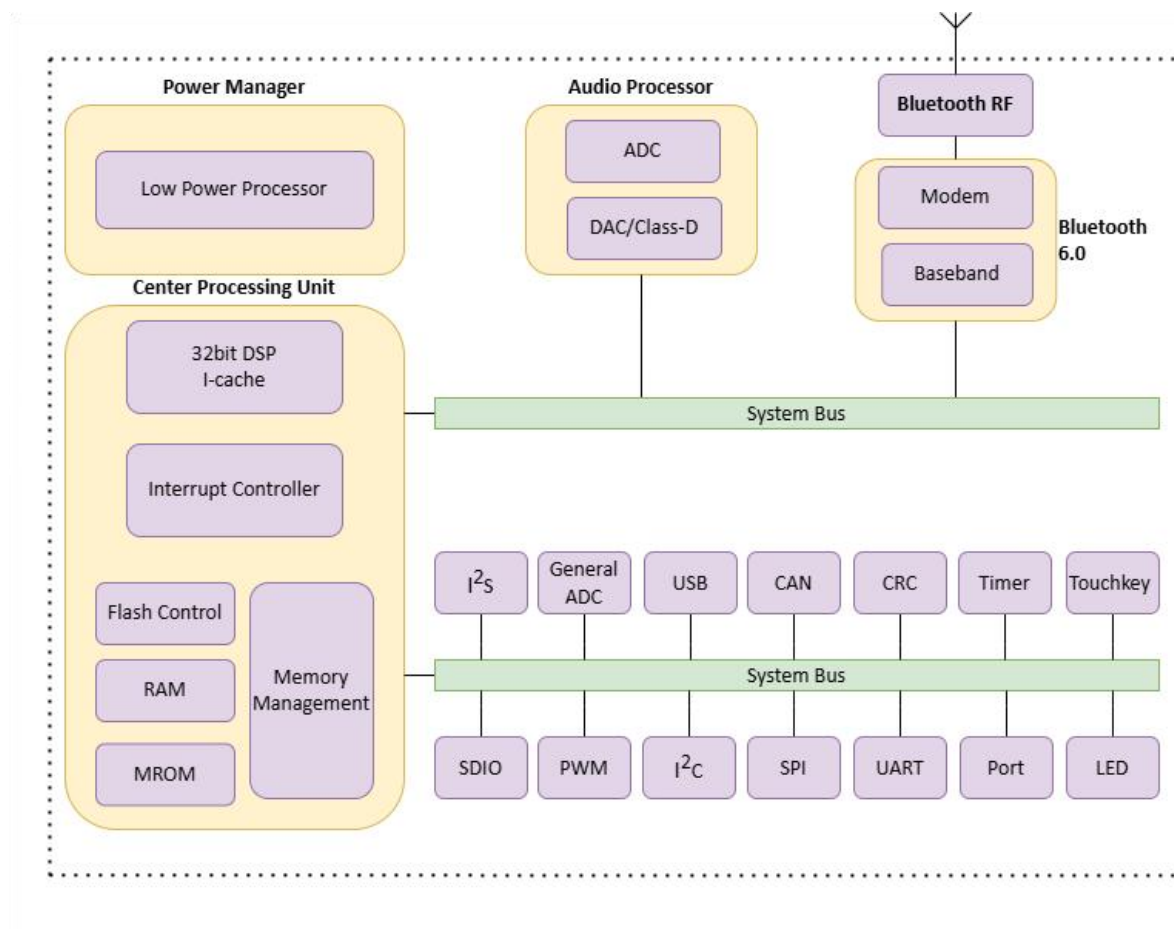 Power Manager
Low Power Processor
Audio Processor
ADC
DAC/Class-D
Bluetooth RF
Modem
Baseband
Bluetooth
6.0
Center Processing Unit
32bit DSP
I-cache
Interrupt Controller
Flash Control
RAM
MROM
Memory
Management
System Bus
I²S
General
ADC
USB
CAN
CRC
Timer
Touchkey
System Bus
SDIO
PWM
I²C
SPI
UART
Port
LED